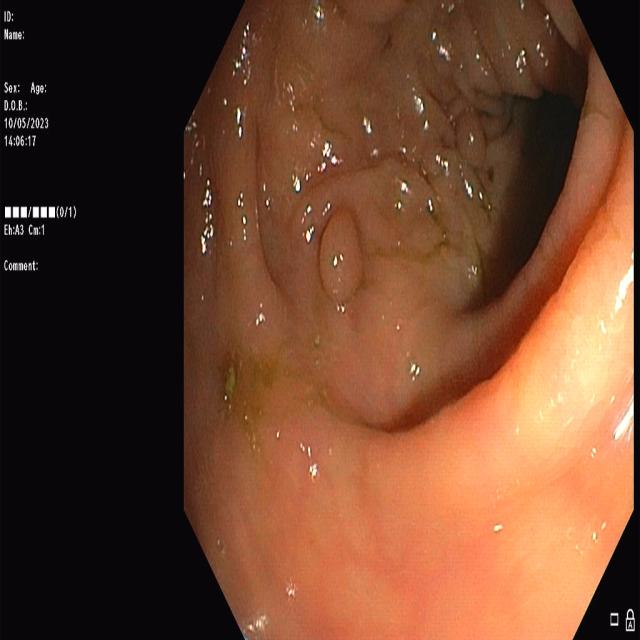 ID:
Name:
Sex: Age:
D.O.B.:
10/05/2023
14:06:17
■■■/■■■(0/1)
Eh:A3 Cm:1
Comment:
A